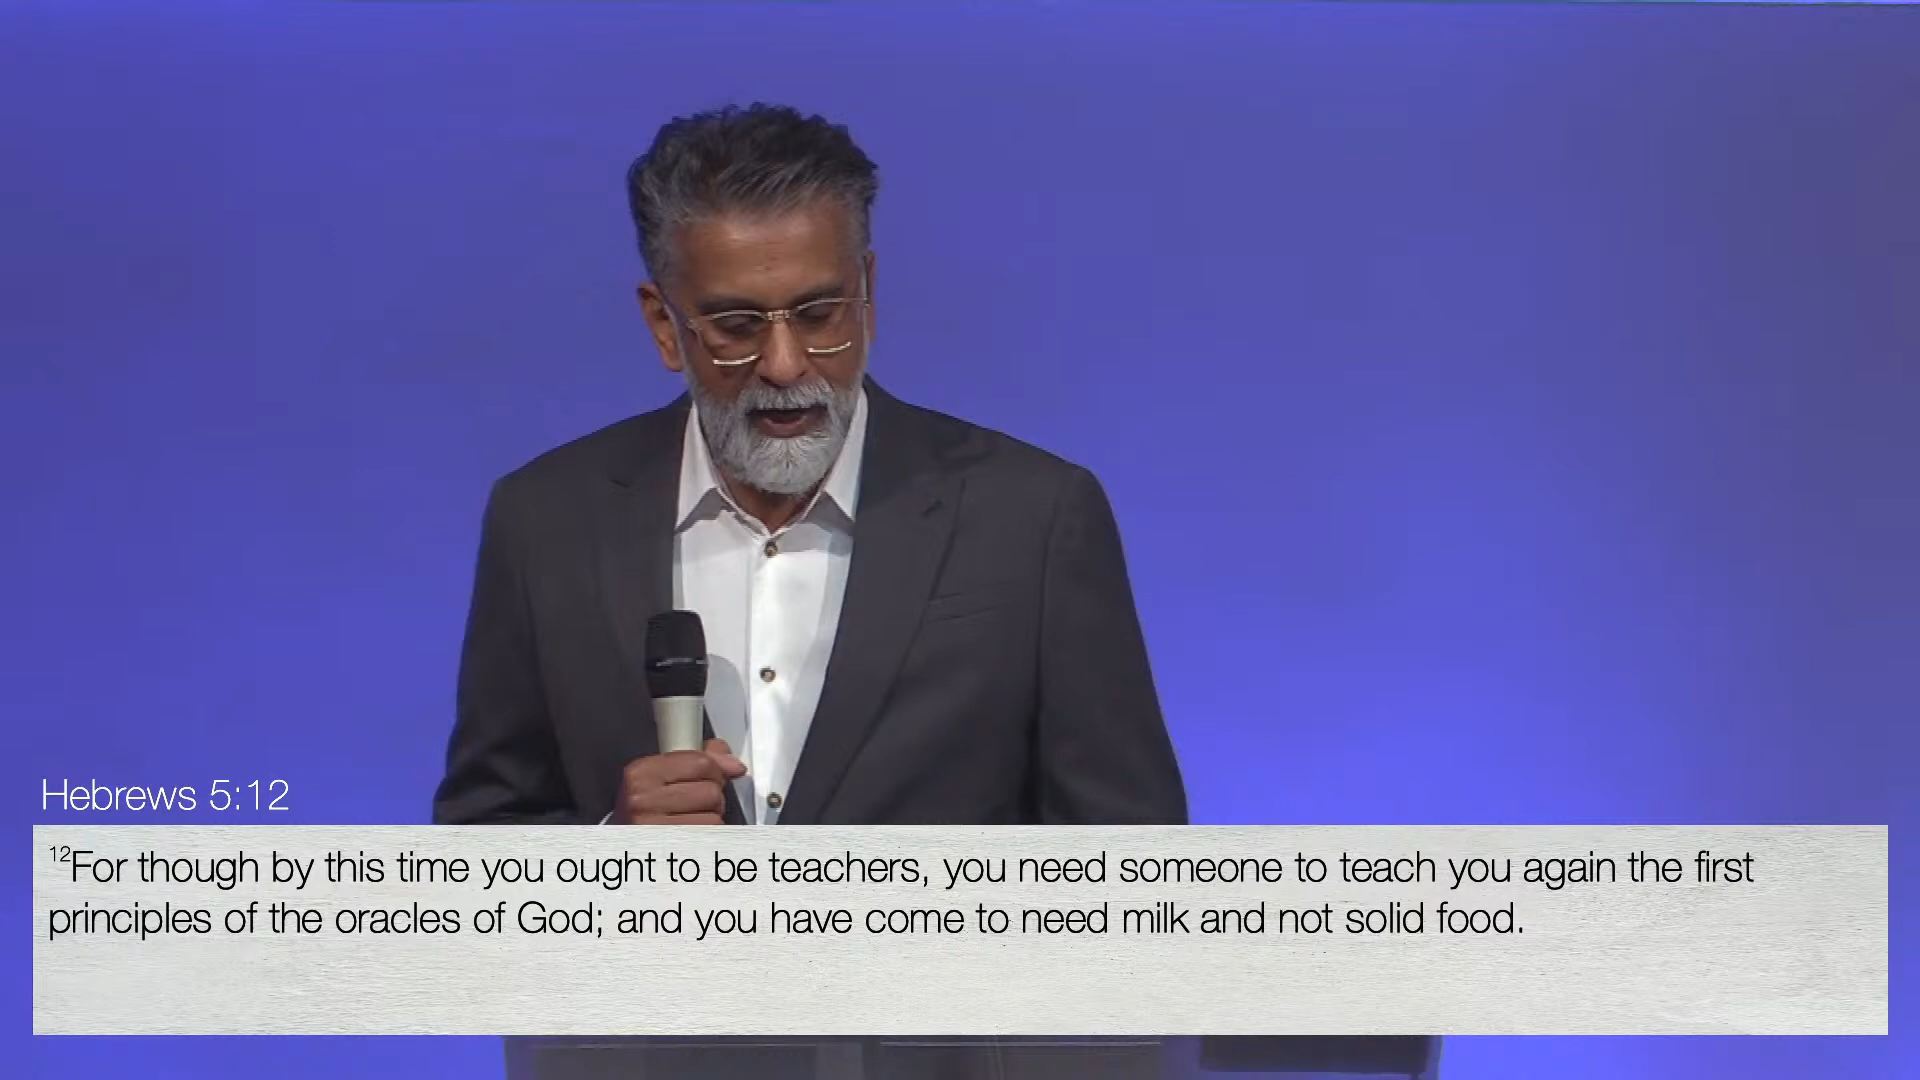 Hebrews 5:12
12For though by this time you ought to be teachers, you need someone to teach you again the first
principles of the oracles of God; and you have come to need milk and not solid food.